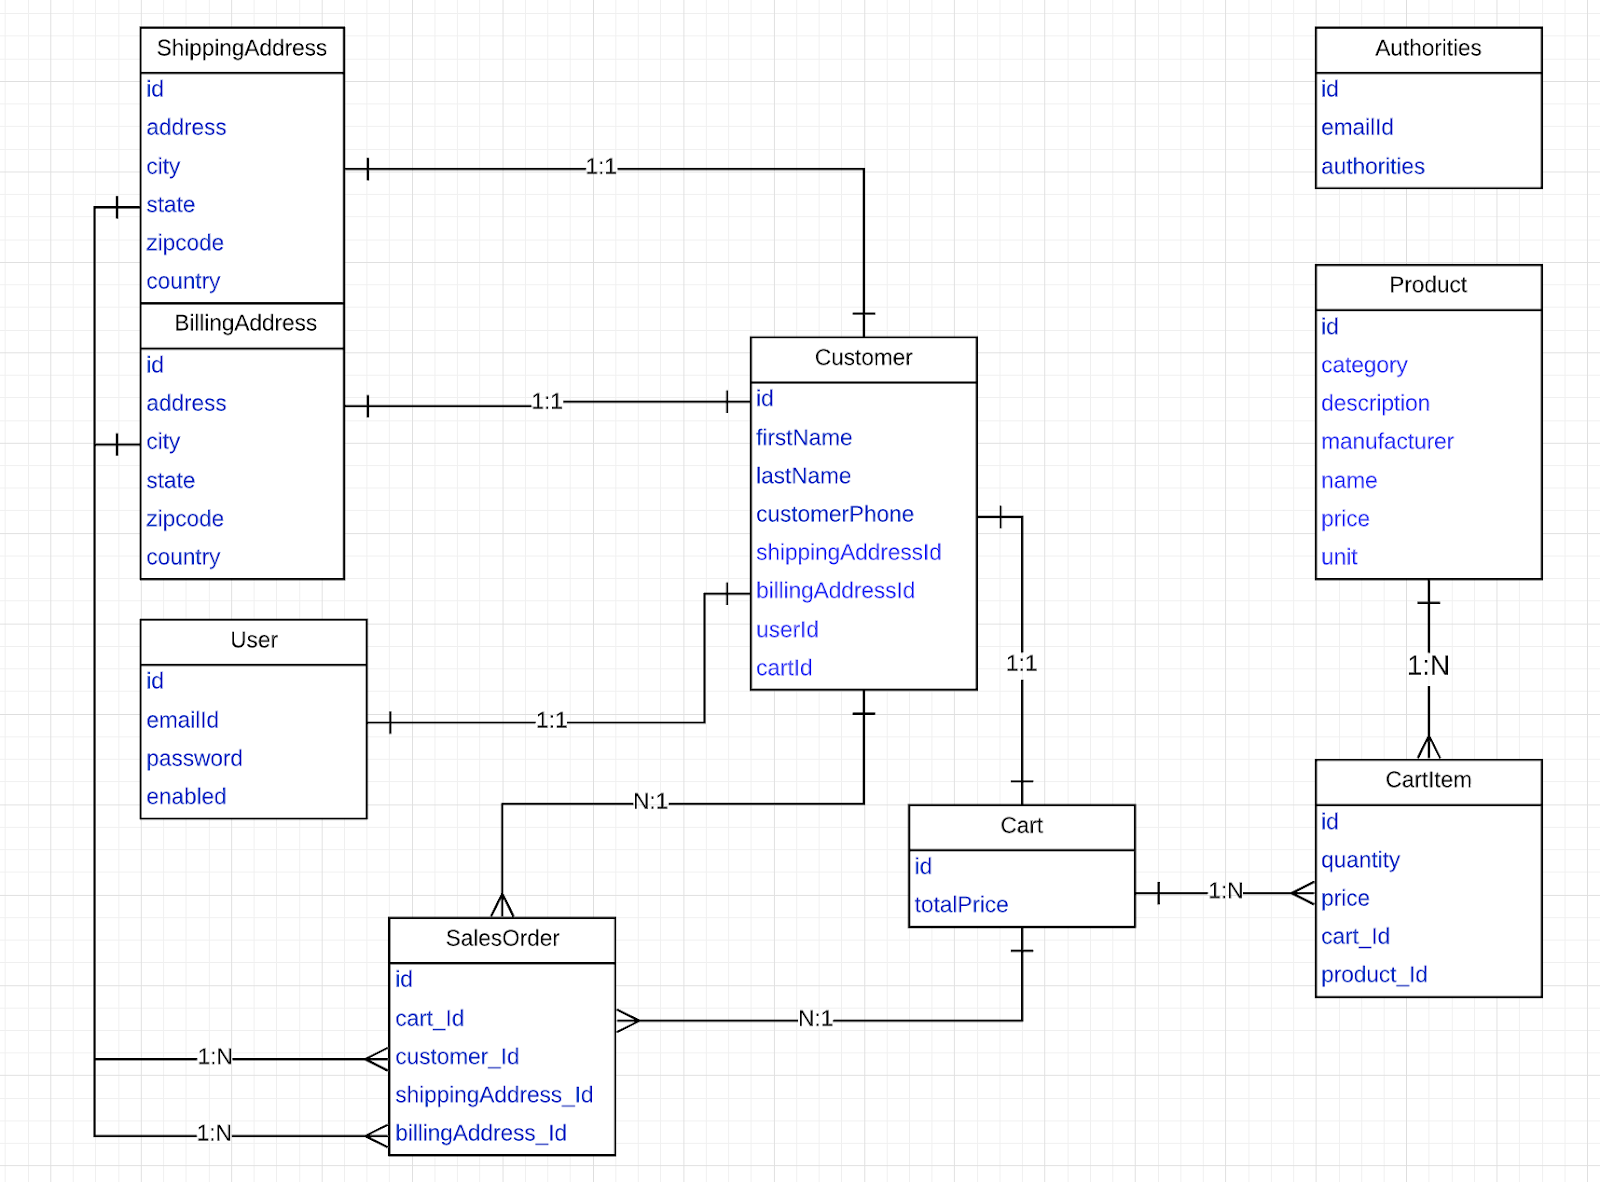 ShippingAddress
id
address
city
state
zipcode
country
BillingAddress
id
address
city
state
zipcode
country
User
id
emailId
password
enabled
1:1
1:1
1:1
Customer
id
firstName
lastName
customerPhone
shippingAddressId
billingAddressId
userId
cartId
1:1
N:1
Authorities
id
emailId
authorities
Product
id
category
description
manufacturer
name
price
unit
1:N
Cart
id
totalPrice
1:N
CartItem
id
quantity
price
cart_Id
product_Id
SalesOrder
id
cart_Id
customer_Id
shippingAddress_Id
billingAddress_Id
N:1
1:N
1:N